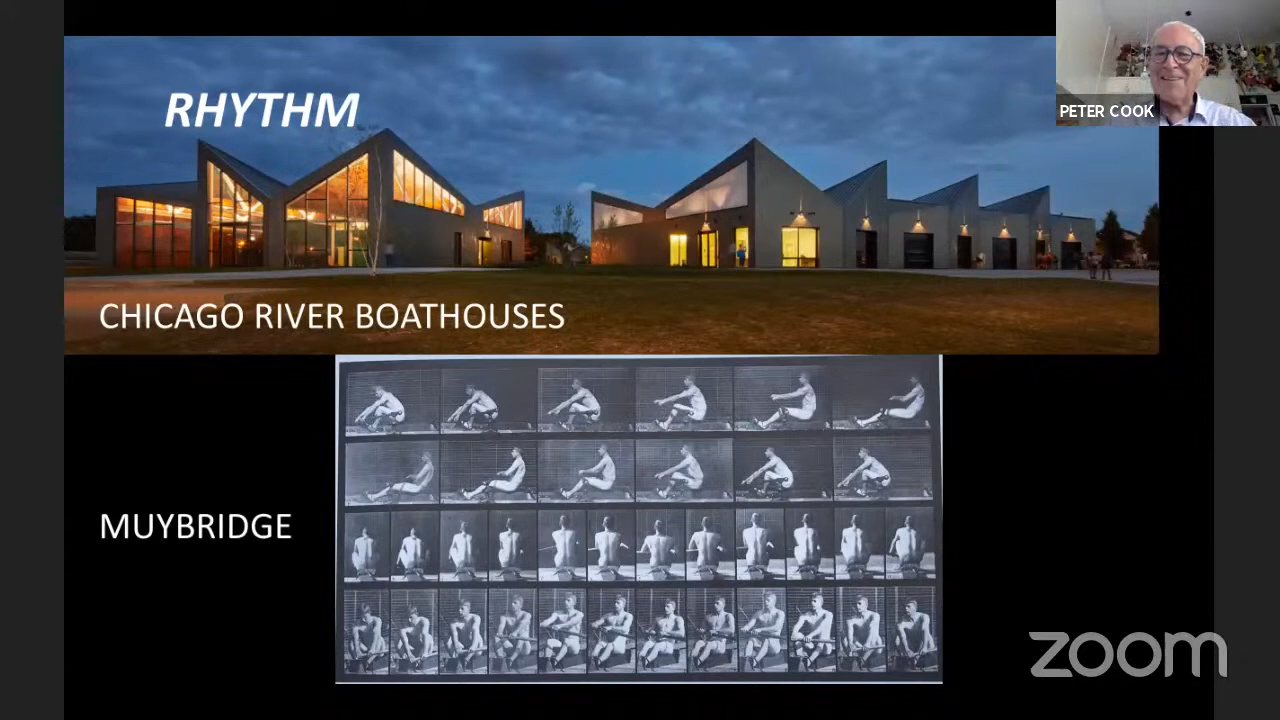 RHYTHM
PETER COOK
CHICAGO RIVER BOATHOUSES
MUYBRIDGE
zoom